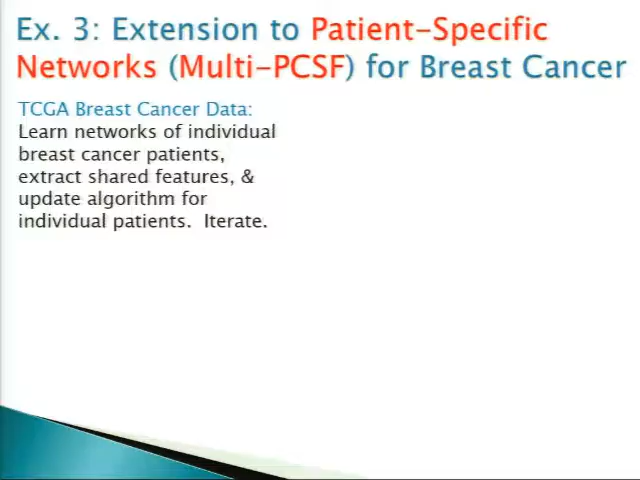 Ex. 3: Extension to Patient-Specific
Networks (Multi-PCSF) for Breast Cancer
TCGA Breast Cancer Data:
Learn networks of individual
breast cancer patients,
extract shared features, &
update algorithm for
individual patients.  Iterate.